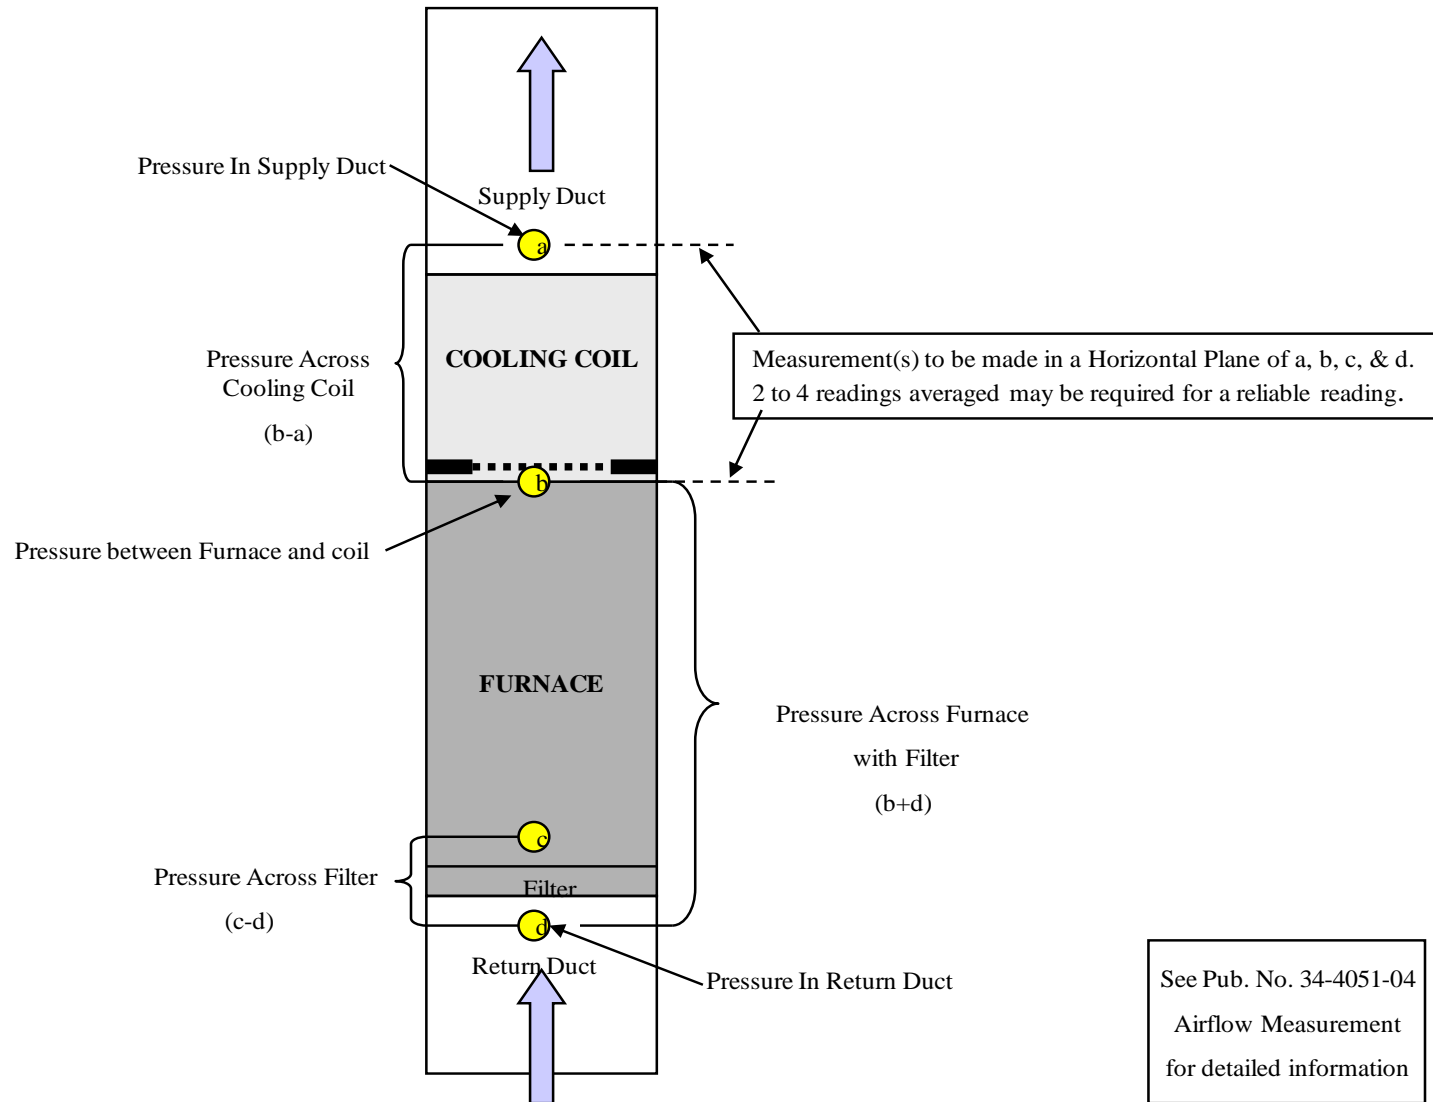 Pressure In Supply Duct
Supply Duct
a
Pressure Across
Cooling Coil
(b-a)
COOLING COIL
Measurement(s) to be made in a Horizontal Plane of a, b, c, & d.
2 to 4 readings averaged may be required for a reliable reading.
b
Pressure between Furnace and coil
FURNACE
Pressure Across Furnace
with Filter
(b+d)
c
Pressure Across Filter
(c-d)
Filter
d
Return Duct
Pressure In Return Duct
See Pub. No. 34-4051-04
Airflow Measurement
for detailed information